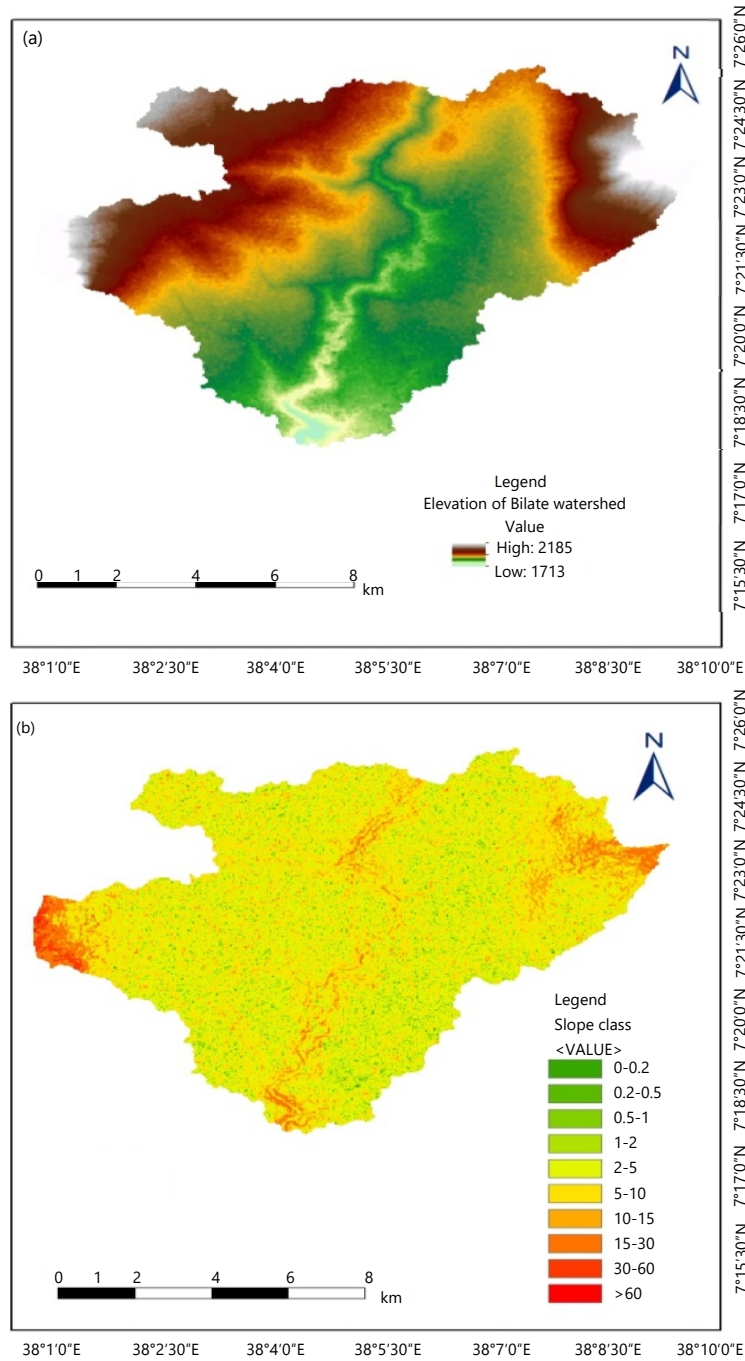 (a)
N
7°26′0″N
7°24′30″N
7°23′0″N
7°21′30″N
7°20′0″N
7°18′30″N
7°17′0″N
7°15′30″N
Legend
Elevation of Bilate watershed
Value
High: 2185
Low: 1713
0 2 4 6 8
km
38°1′0″E 38°2′30″E 38°4′0″E 38°5′30″E 38°7′0″E 38°8′30″E 38°10′0″E
(b)
N
7°26′0″N
7°24′30″N
7°23′0″N
7°21′30″N
7°20′0″N
7°18′30″N
7°17′0″N
7°15′30″N
Legend
Slope class
<VALUE>
0-0.2
0.2-0.5
0.5-1
1-2
2-5
5-10
10-15
15-30
30-60
>60
0 1 2 4 6 8
km
38°1′0″E 38°2′30″E 38°4′0″E 38°5′30″E 38°7′0″E 38°8′30″E 38°10′0″E